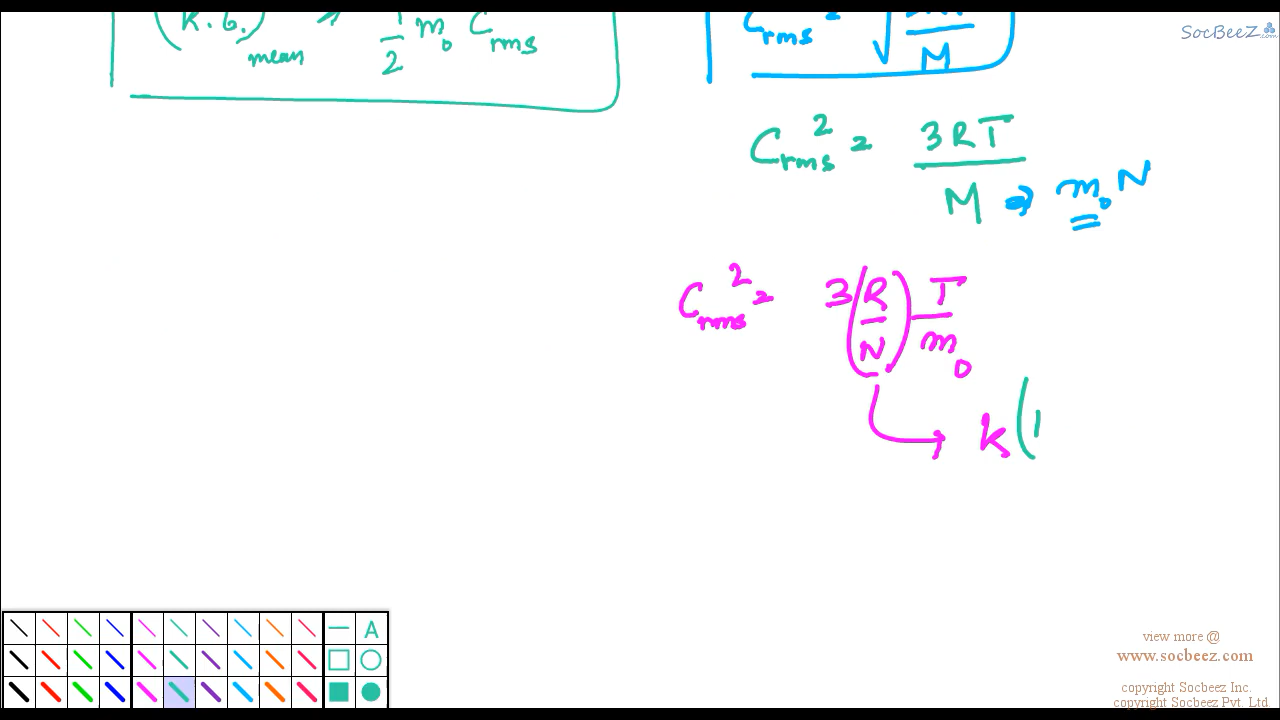 SocBeeZ.com
(K.E.)mean → 1/2 m₀ Crms
Crms = √ /M
Crms² = 3RT/M ⇒ m₀N
Crms² = 3(R/N) T/m₀
→ k(
A
view more @
www.socbeez.com
copyright Socbeez Inc.
copyright Socbeez Pvt. Ltd.